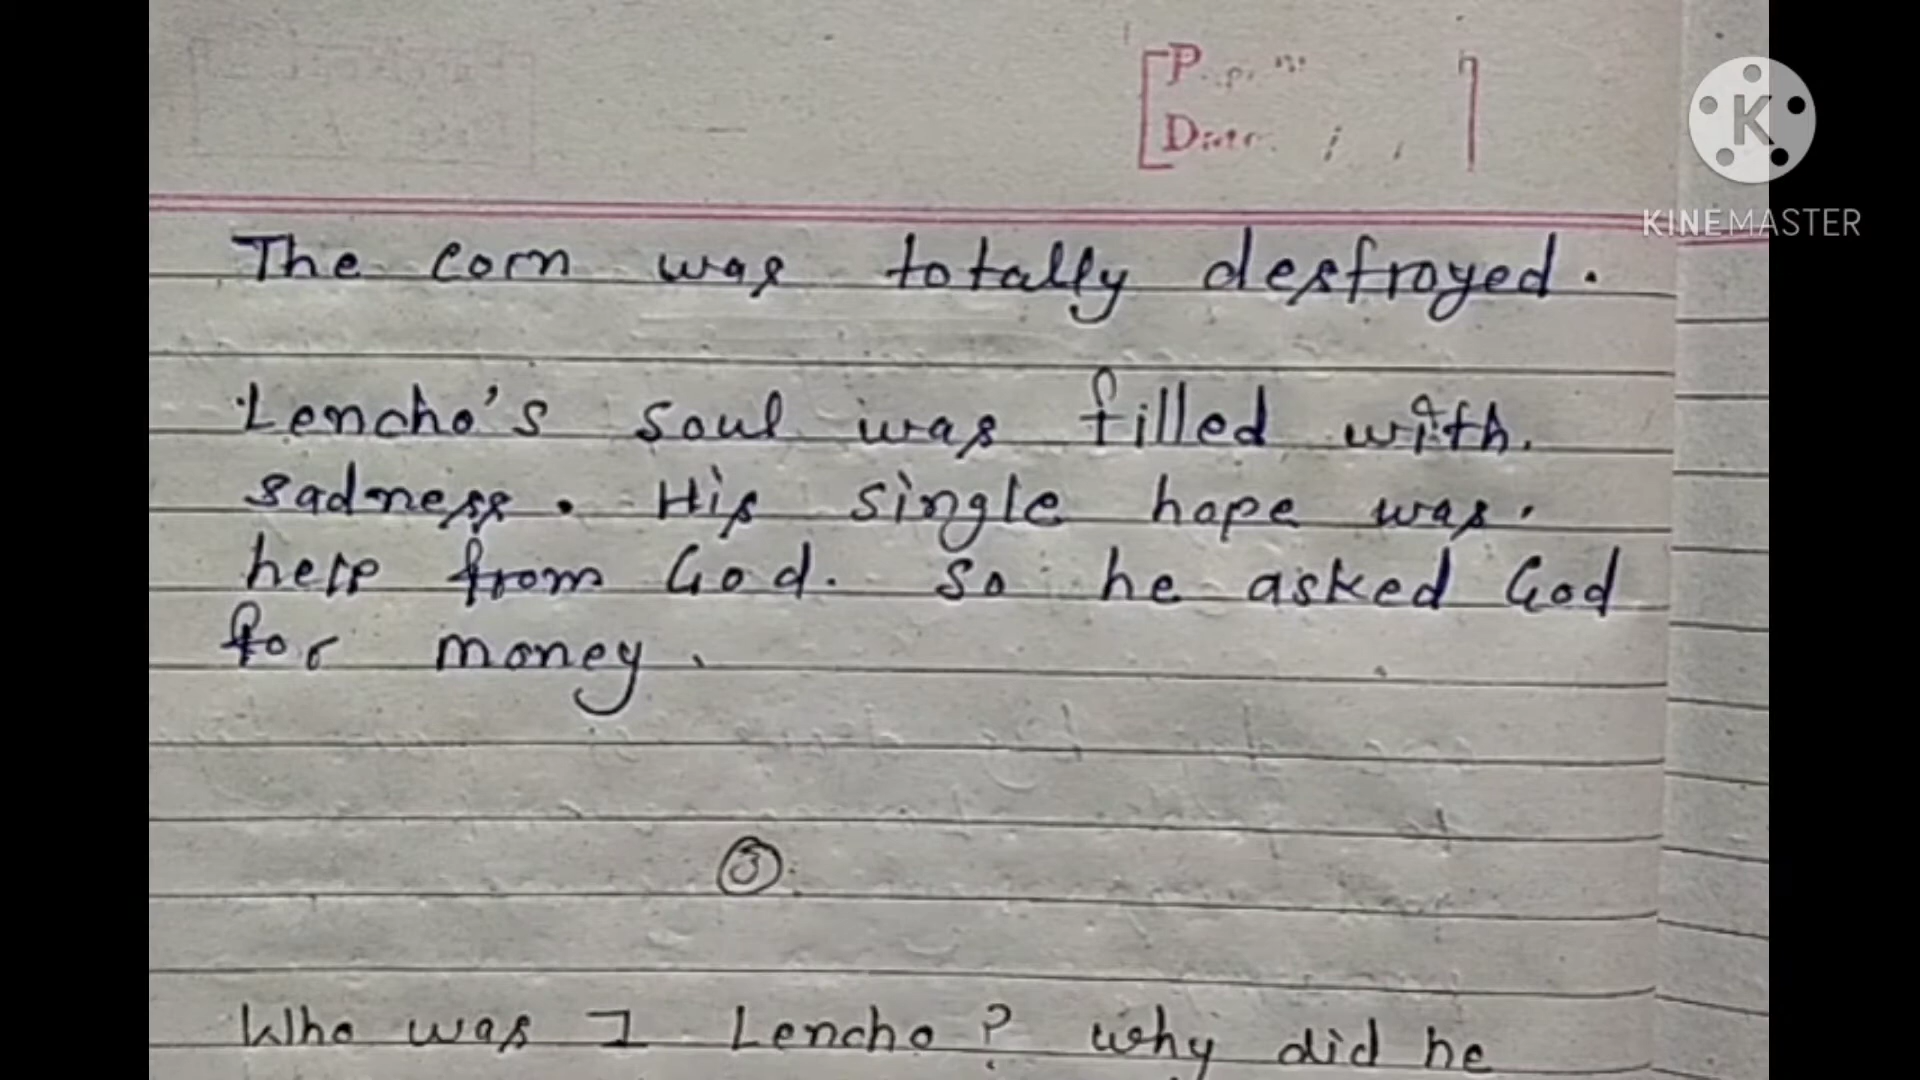 Date
K
KINEMASTER
The corn was totally destroyed.
Lencho's soul was filled with.
sadness. His single hope was.
help from God. So he asked God
for money.
3
Who was I Lencho? why did he